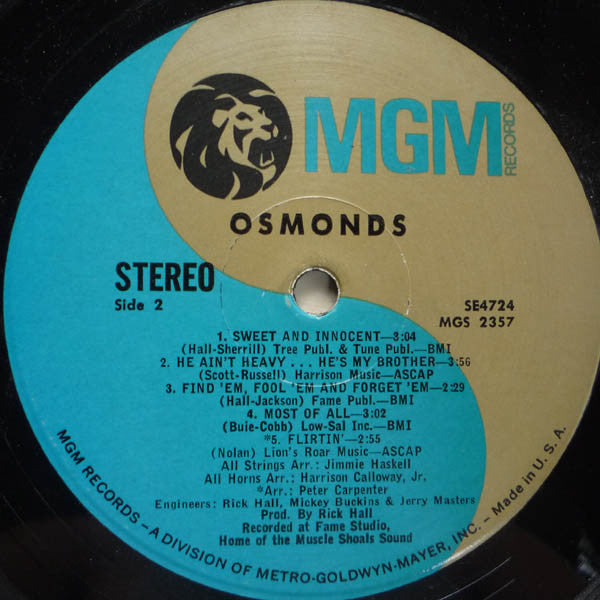 MGM
RECORDS
OSMONDS
STEREO
Side 2
SE4724
MGS 2357
1. SWEET AND INNOCENT—3:04
(Hall-Sherrill) Tree Publ. & Tune Publ.—BMI
2. HE AIN'T HEAVY . . . HE'S MY BROTHER—3:56
(Scott-Russell) Harrison Music—ASCAP
3. FIND 'EM, FOOL 'EM AND FORGET 'EM—2:29
(Hall-Jackson) Fame Publ.—BMI
4. MOST OF ALL—3:02
(Buie-Cobb) Low-Sal Inc.—BMI
*5. FLIRTIN'—2:55
(Nolan) Lion's Roar Music—ASCAP
All Strings Arr.: Jimmie Haskell
All Horns Arr.: Harrison Calloway, Jr.
*Arr.: Peter Carpenter
Engineers: Rick Hall, Mickey Buckins & Jerry Masters
Prod. By Rick Hall
Recorded at Fame Studio,
Home of the Muscle Shoals Sound
MGM RECORDS – A DIVISION OF METRO-GOLDWYN-MAYER, INC. – Made in U. S. A.